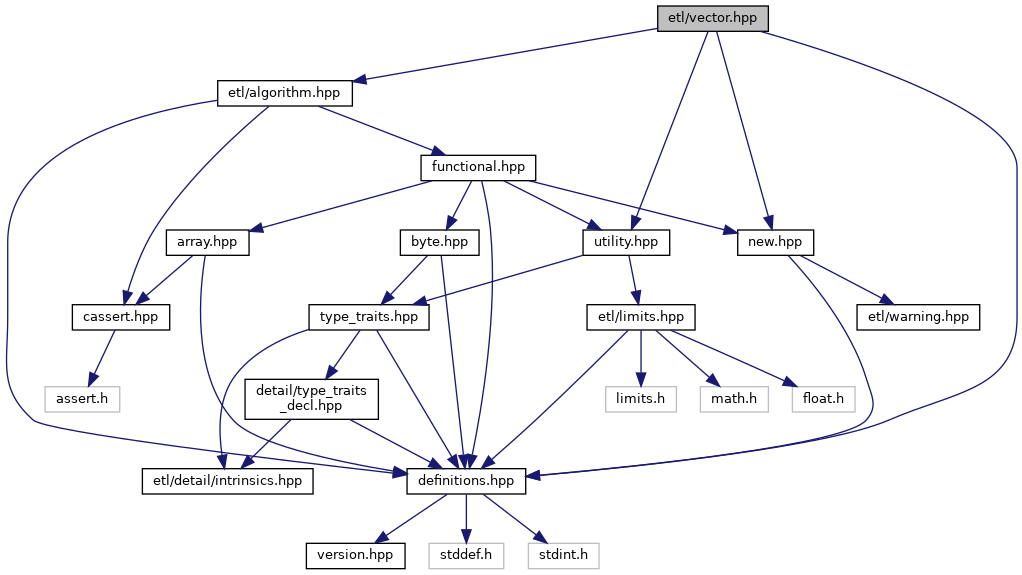 etl/vector.hpp
etl/algorithm.hpp
functional.hpp
array.hpp
byte.hpp
utility.hpp
new.hpp
cassert.hpp
type_traits.hpp
etl/limits.hpp
etl/warning.hpp
assert.h
detail/type_traits
_decl.hpp
limits.h
math.h
float.h
etl/detail/intrinsics.hpp
definitions.hpp
version.hpp
stddef.h
stdint.h